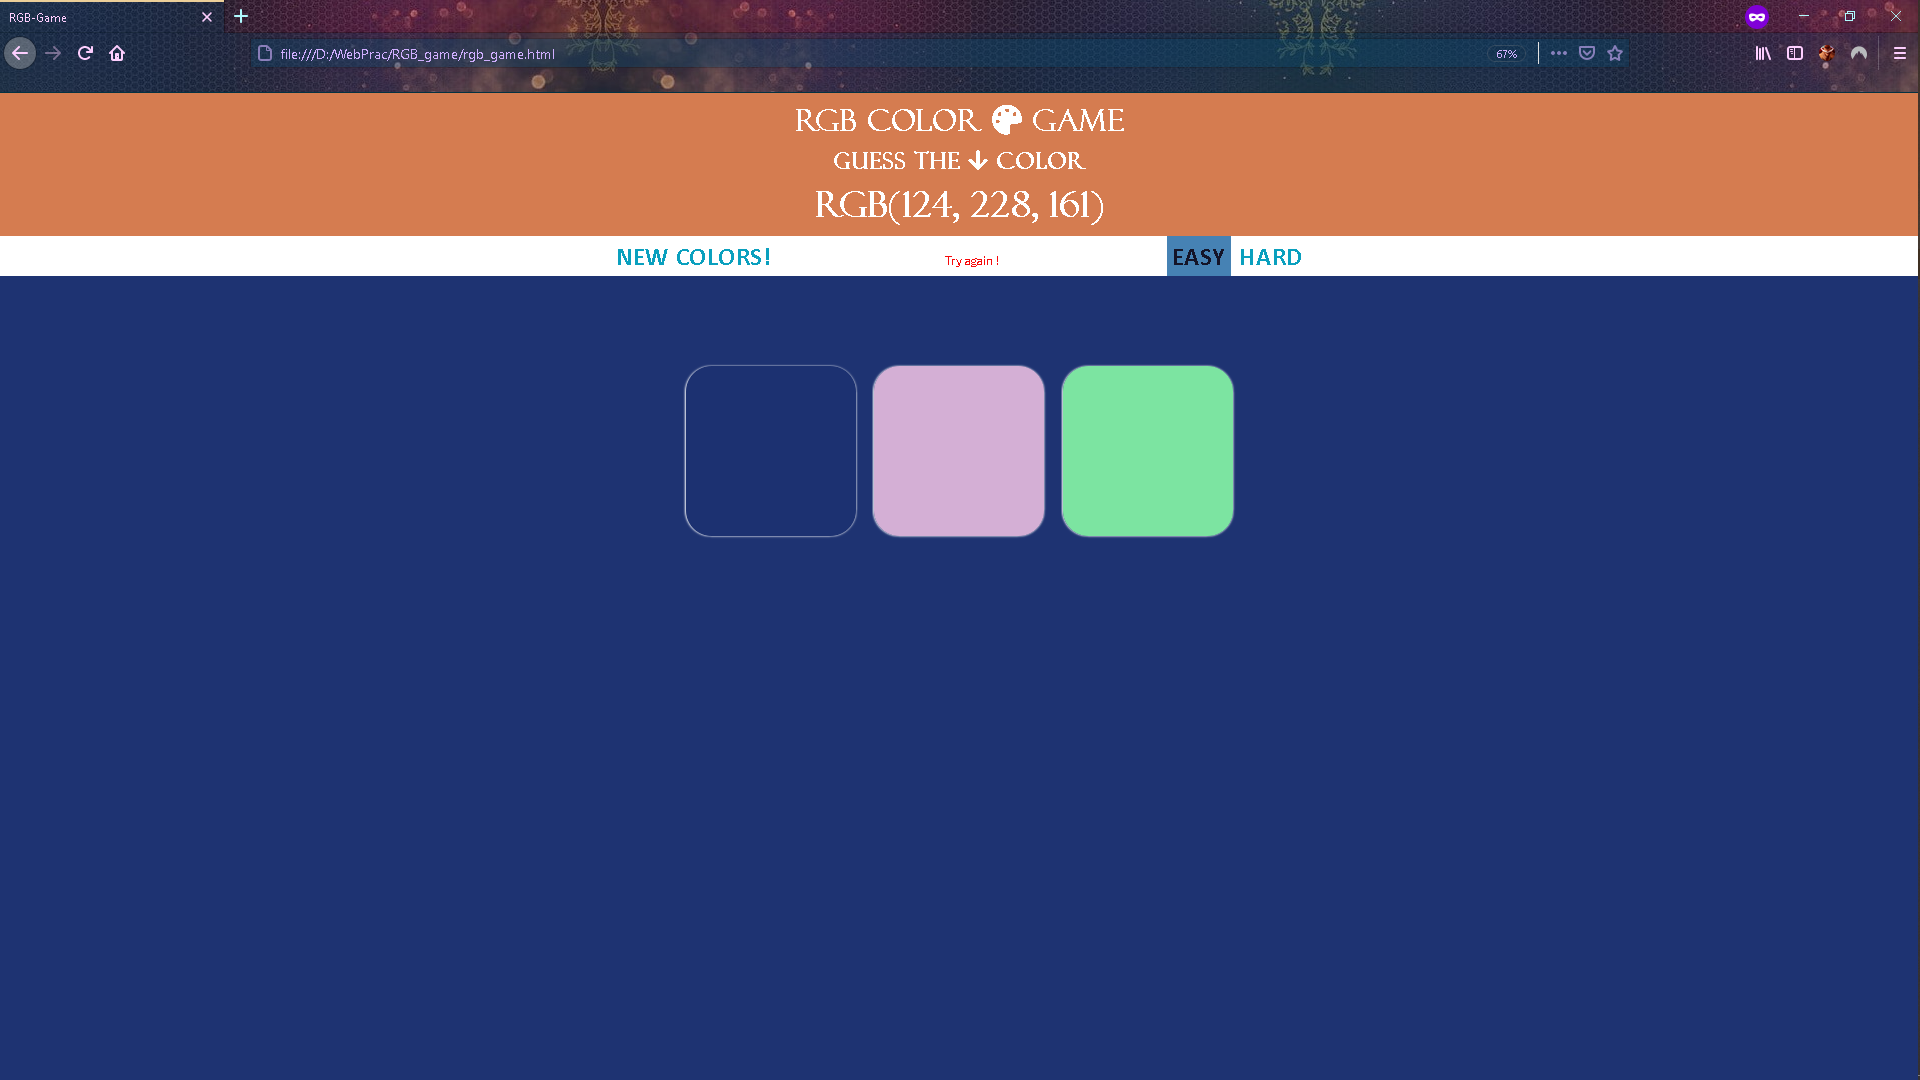 RGB-Game
file:///D:/WebPrac/RGB_game/rgb_game.html
67%
RGB COLOR GAME
GUESS THE COLOR
RGB(124, 228, 161)
NEW COLORS! Try again ! EASY HARD